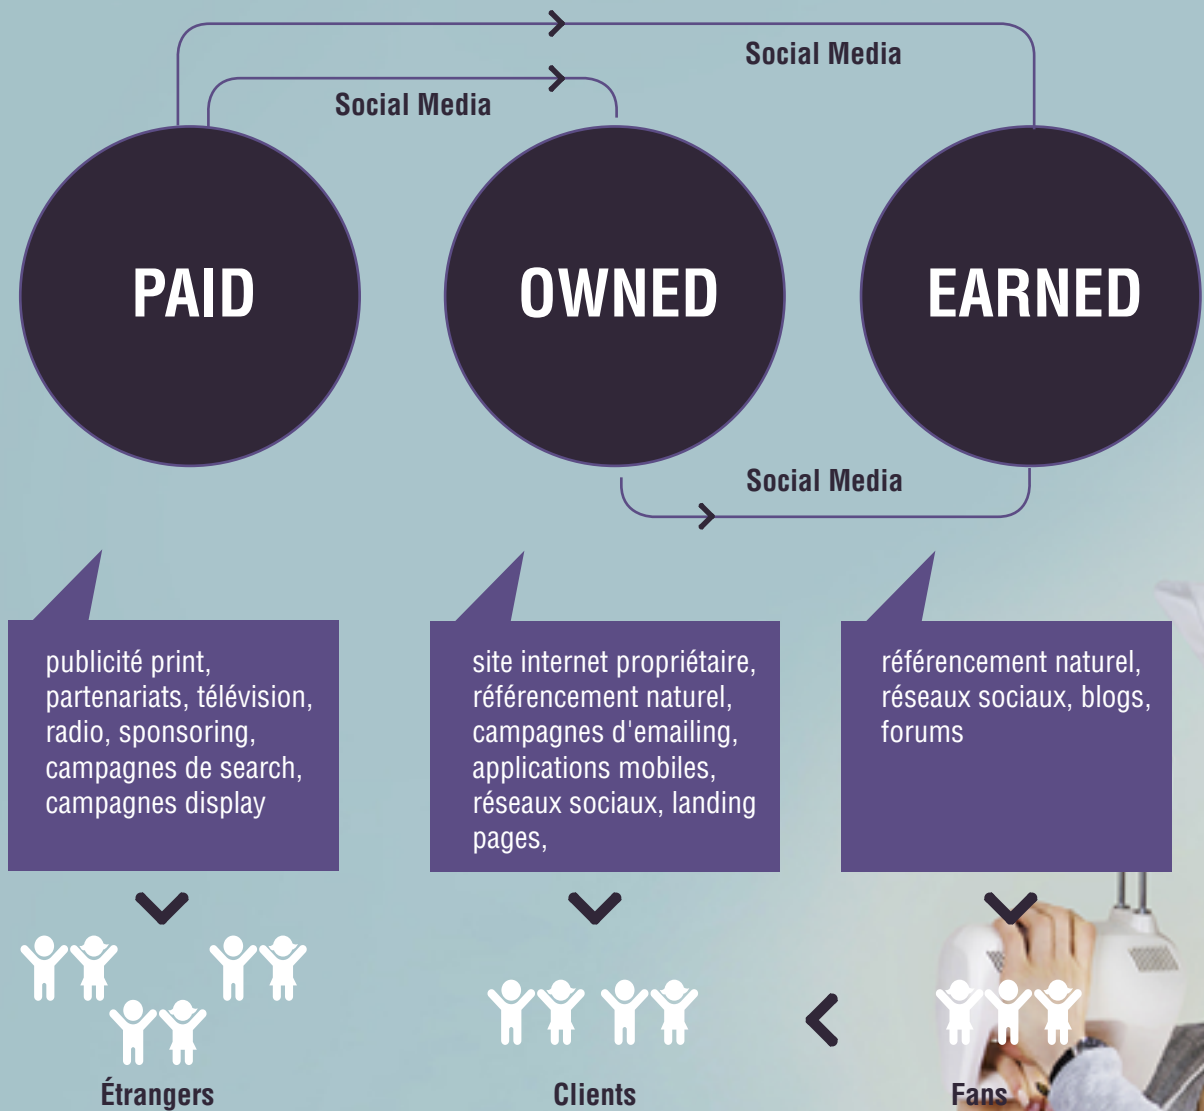 Social Media
Social Media
PAID
OWNED
EARNED
Social Media
publicité print,
partenariats, télévision,
radio, sponsoring,
campagnes de search,
campagnes display
site internet propriétaire,
référencement naturel,
campagnes d'emailing,
applications mobiles,
réseaux sociaux, landing
pages,
référencement naturel,
réseaux sociaux, blogs,
forums
Étrangers
Clients
Fans